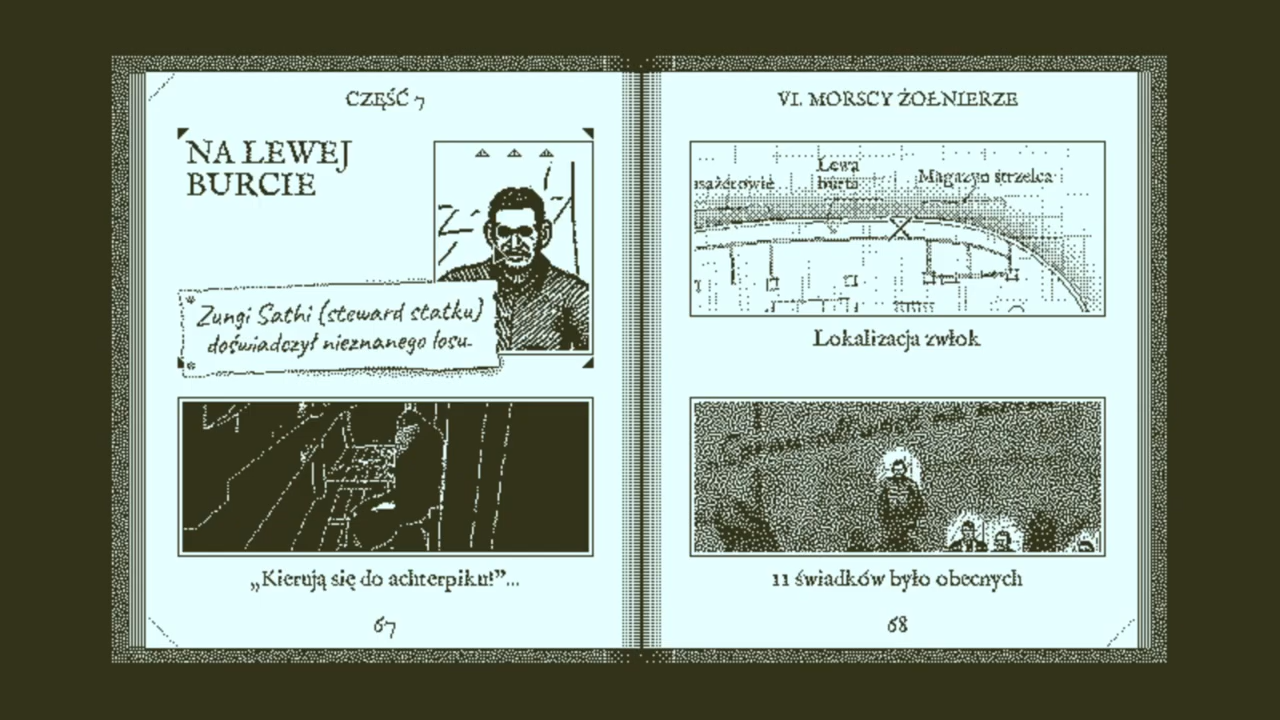 CZĘŚĆ 7
NA LEWEJ
BURCIE
Zungi Sathi (steward statku)
doświadczył nieznanego losu.
„Kierują się do achterpiku!”...
67
VI. MORSCY ŻOŁNIERZE
Lewa
burta
Magazyn strzelca
Lokalizacja zwłok
11 świadków było obecnych
68